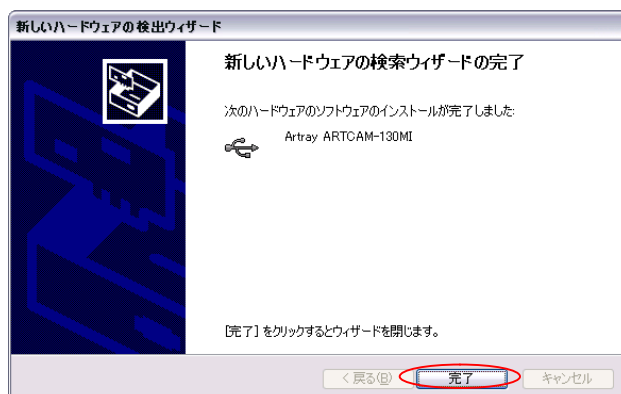 新しいハードウェアの検出ウィザード
新しいハードウェアの検索ウィザードの完了
次のハードウェアのソフトウェアのインストールが完了しました:
Artray ARTCAM-130MI
[完了] をクリックするとウィザードを閉じます。
< 戻る(B)
完了
キャンセル